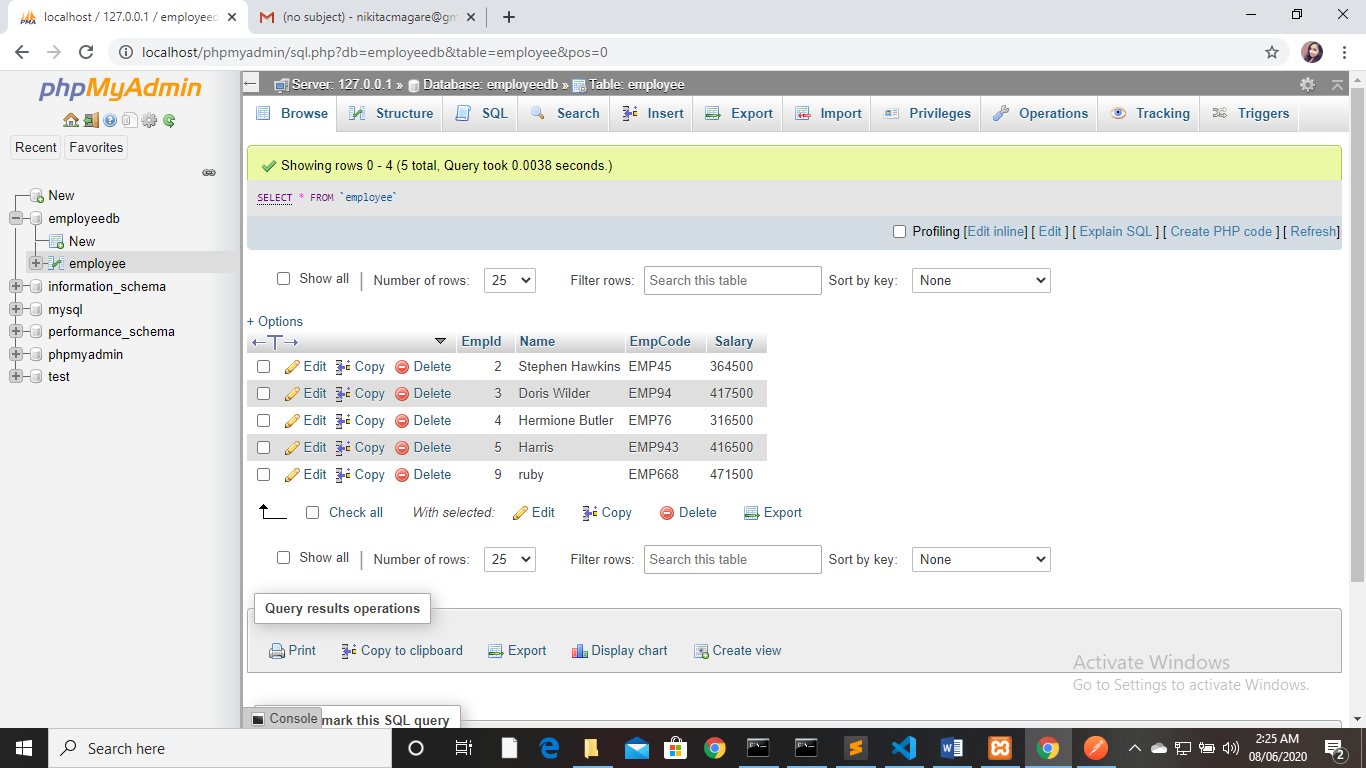 localhost / 127.0.0.1 / employeed
(no subject) - nikitacmagare@gm
localhost/phpmyadmin/sql.php?db=employeedb&table=employee&pos=0
phpMyAdmin
Recent Favorites
New
employeedb
New
employee
information_schema
mysql
performance_schema
phpmyadmin
test
Server: 127.0.0.1 » Database: employeedb » Table: employee
Browse Structure SQL Search Insert Export Import Privileges Operations Tracking Triggers
Showing rows 0 - 4 (5 total, Query took 0.0038 seconds.)
SELECT * FROM `employee`
Profiling [Edit inline] [ Edit ] [ Explain SQL ] [ Create PHP code ] [ Refresh]
Show all | Number of rows: 25 Filter rows: Search this table Sort by key: None
+ Options
←T→ EmpId Name EmpCode Salary
Edit Copy Delete 2 Stephen Hawkins EMP45 364500
Edit Copy Delete 3 Doris Wilder EMP94 417500
Edit Copy Delete 4 Hermione Butler EMP76 316500
Edit Copy Delete 5 Harris EMP943 416500
Edit Copy Delete 9 ruby EMP668 471500
Check all With selected: Edit Copy Delete Export
Show all | Number of rows: 25 Filter rows: Search this table Sort by key: None
Query results operations
Print Copy to clipboard Export Display chart Create view
Activate Windows
Go to Settings to activate Windows.
Console mark this SQL query
Search here
2:25 AM
08/06/2020
2